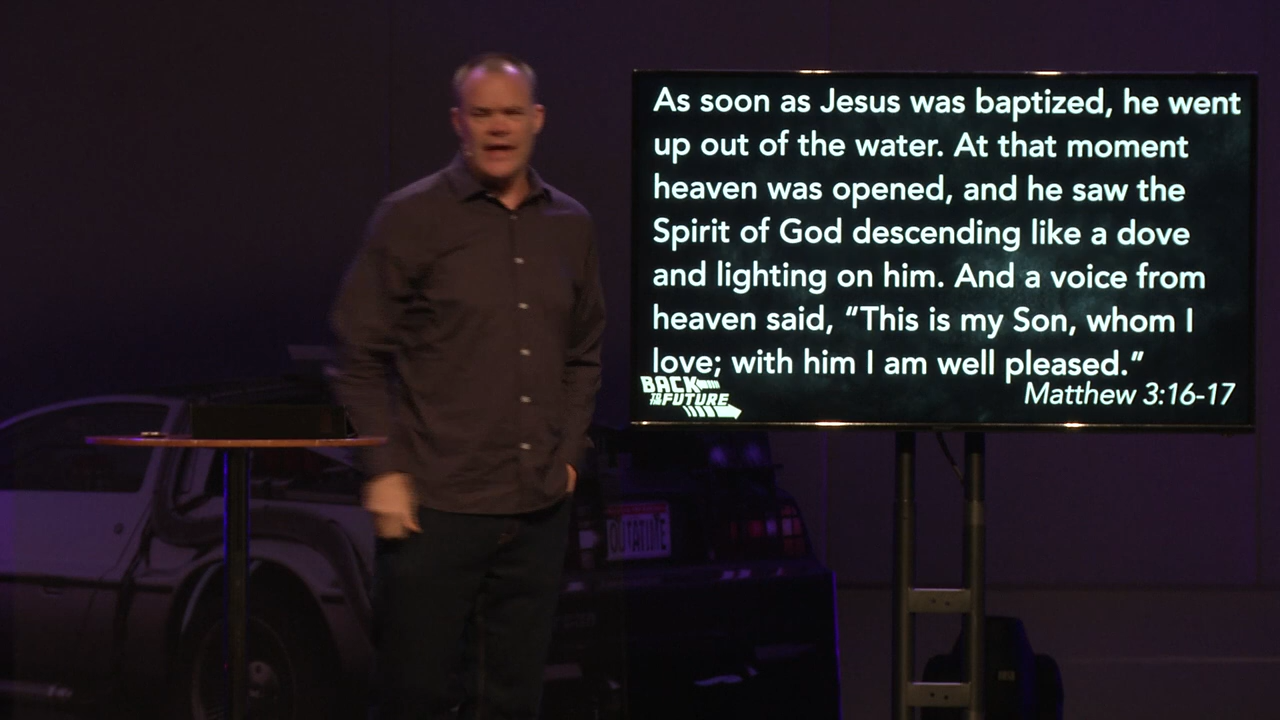 As soon as Jesus was baptized, he went
up out of the water. At that moment
heaven was opened, and he saw the
Spirit of God descending like a dove
and lighting on him. And a voice from
heaven said, “This is my Son, whom I
love; with him I am well pleased.”
Matthew 3:16-17
BACK
TO THE FUTURE
OUTATIME